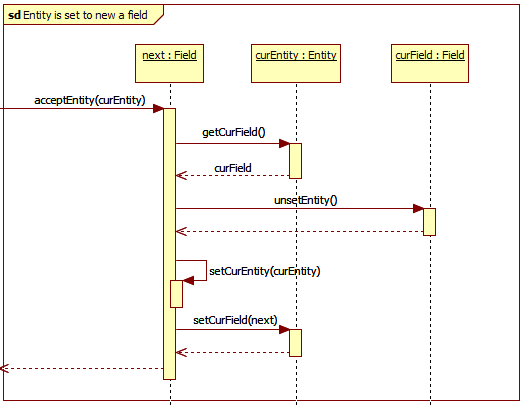 sd Entity is set to new a field
next : Field
curEntity : Entity
curField : Field
acceptEntity(curEntity)
getCurField()
curField
unsetEntity()
setCurEntity(curEntity)
setCurField(next)